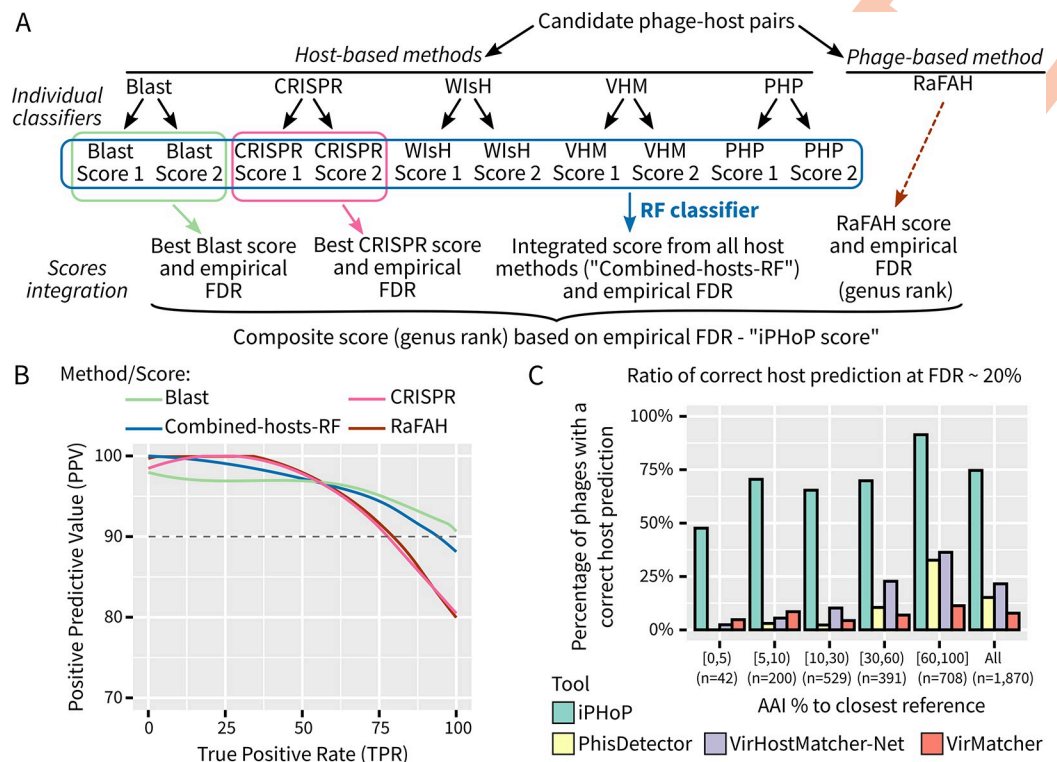 A
Candidate phage-host pairs
Host-based methods
Phage-based method
Individual
classifiers
Blast
CRISPR
WIsH
VHM
PHP
RaFAH
Blast
Score 1
Blast
Score 2
CRISPR
Score 1
CRISPR
Score 2
WIsH
Score 1
WIsH
Score 2
VHM
Score 1
VHM
Score 2
PHP
Score 1
PHP
Score 2
RF classifier
Scores
integration
Best Blast score
and empirical
FDR
Best CRISPR score
and empirical
FDR
Integrated score from all host
methods ("Combined-hosts-RF")
and empirical FDR
RaFAH score
and empirical
FDR
(genus rank)
Composite score (genus rank) based on empirical FDR - "iPHoP score"
B
Method/Score:
Blast
CRISPR
Combined-hosts-RF
RaFAH
Positive Predictive Value (PPV)
100
90
80
70
0
25
50
75
100
True Positive Rate (TPR)
C
Ratio of correct host prediction at FDR ~ 20%
Percentage of phages with a
correct host prediction
100%
75%
50%
25%
0%
[0,5)
(n=42)
[5,10)
(n=200)
[10,30)
(n=529)
[30,60)
(n=391)
[60,100]
(n=708)
All
(n=1,870)
AAI % to closest reference
Tool
iPHoP
PhisDetector
VirHostMatcher-Net
VirMatcher